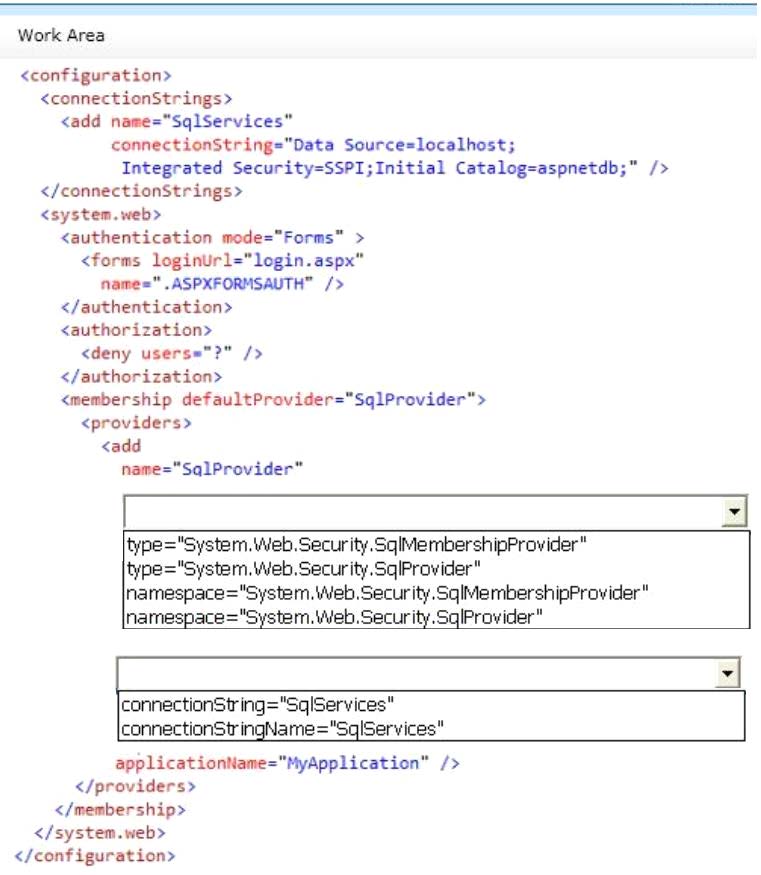 Work Area
<configuration>
<connectionStrings>
<add name="SqlServices"
connectionString="Data Source=localhost;
Integrated Security=SSPI;Initial Catalog=aspnetdb;" />
</connectionStrings>
<system.web>
<authentication mode="Forms" >
<forms loginUrl="login.aspx"
name=".ASPXFORMSAUTH" />
</authentication>
<authorization>
<deny users="?" />
</authorization>
<membership defaultProvider="SqlProvider">
<providers>
<add
name="SqlProvider"
type="System.Web.Security.SqlMembershipProvider"
type="System.Web.Security.SqlProvider"
namespace="System.Web.Security.SqlMembershipProvider"
namespace="System.Web.Security.SqlProvider"
connectionString="SqlServices"
connectionStringName="SqlServices"
applicationName="MyApplication" />
</providers>
</membership>
</system.web>
</configuration>